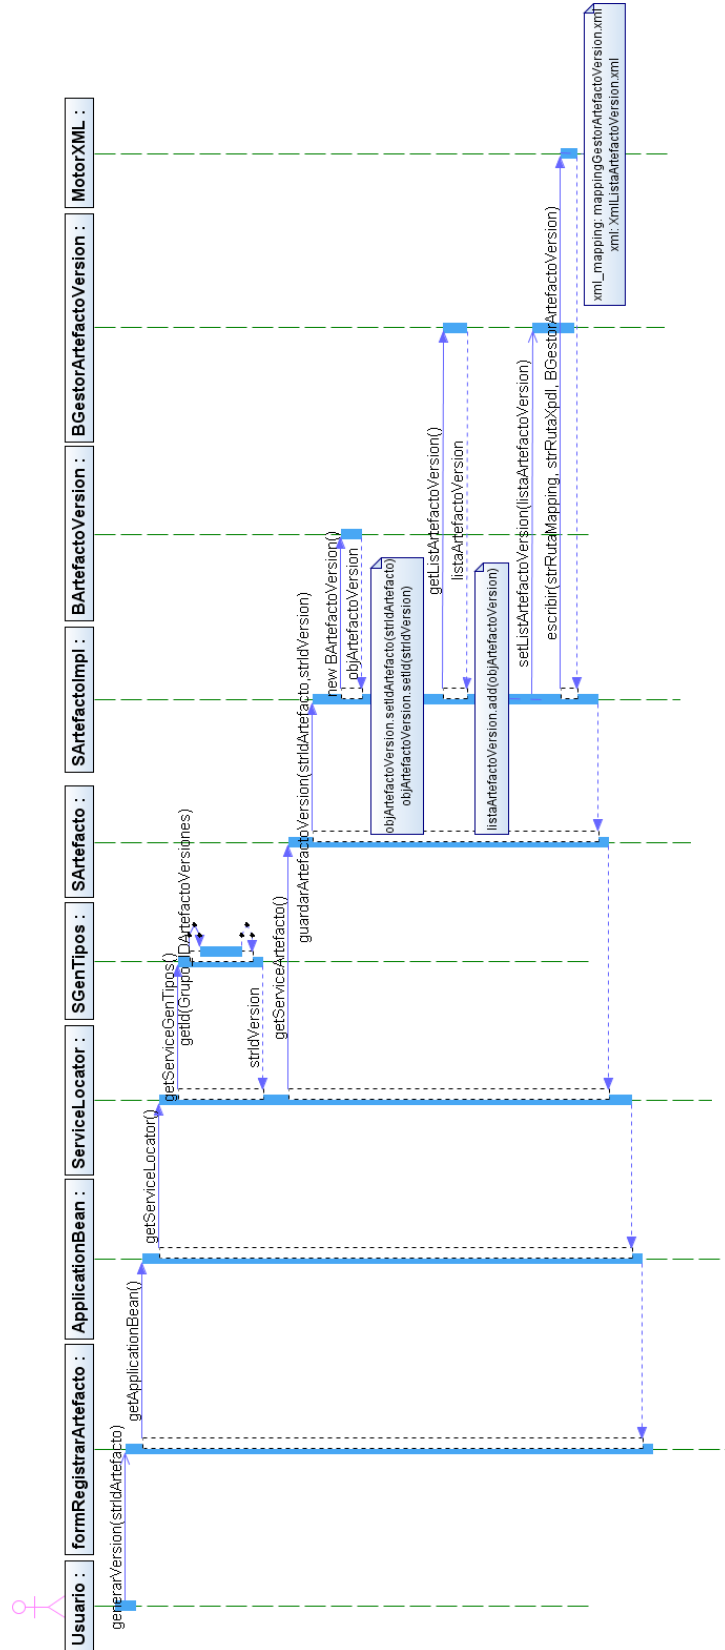 Usuario :
formRegistrarArtefacto :
ApplicationBean :
ServiceLocator :
SGenTipos :
SArtefacto :
SArtefactoImpl :
BArtefactoVersion :
BGestorArtefactoVersion :
MotorXML :
generarVersion(strIdArtefacto)
getApplicationBean()
getServiceLocator()
getServiceGenTipos()
strIdVersion
getServiceArtefacto()
guardarArtefactoVersion(strIdArtefacto,strIdVersion)
new BArtefactoVersion()
objArtefactoVersion
objArtefactoVersion.setIdArtefacto(strIdArtefacto)
objArtefactoVersion.setId(strIdVersion)
getListArtefactoVersion()
listaArtefactoVersion
listaArtefactoVersion.add(objArtefactoVersion)
setListArtefactoVersion(listaArtefactoVersion)
escribir(strRutaMapping, strRutaXpdl, BGestorArtefactoVersion)
xml_mapping: mappingGestorArtefactoVersion.xml
xml: XmlListaArtefactoVersion.xml